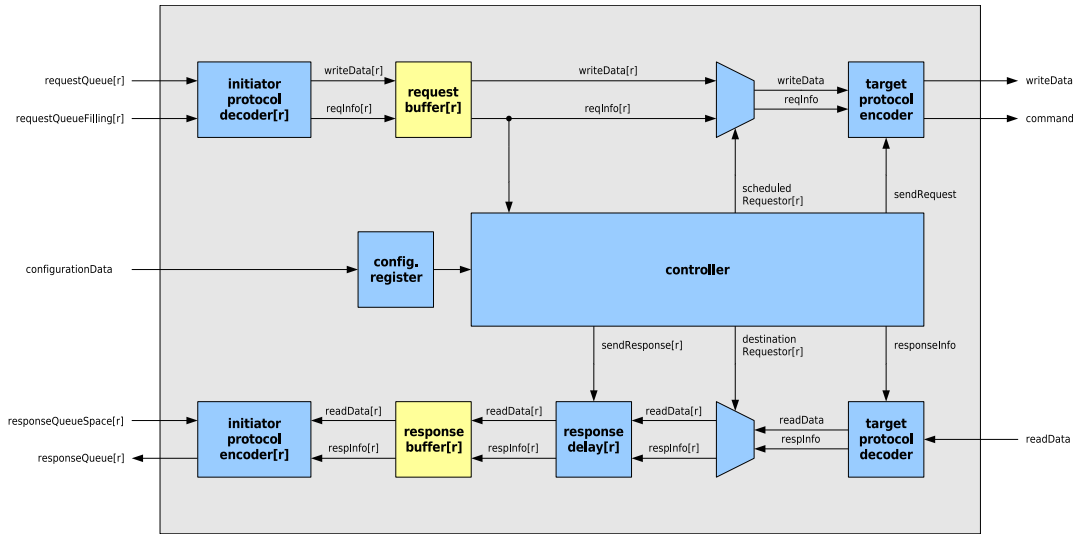 requestQueue[r]
initiator
protocol
decoder[r]
writeData[r]
request
buffer[r]
writeData[r]
writeData
target
protocol
encoder
writeData
requestQueueFilling[r]
reqInfo[r]
reqInfo[r]
reqInfo
command
scheduled
Requestor[r]
sendRequest
configurationData
config.
register
controller
sendResponse[r]
destination
Requestor[r]
responseInfo
responseQueueSpace[r]
initiator
protocol
encoder[r]
readData[r]
response
buffer[r]
readData[r]
response
delay[r]
readData[r]
readData
target
protocol
decoder
readData
responseQueue[r]
respInfo[r]
respInfo[r]
respInfo[r]
respInfo